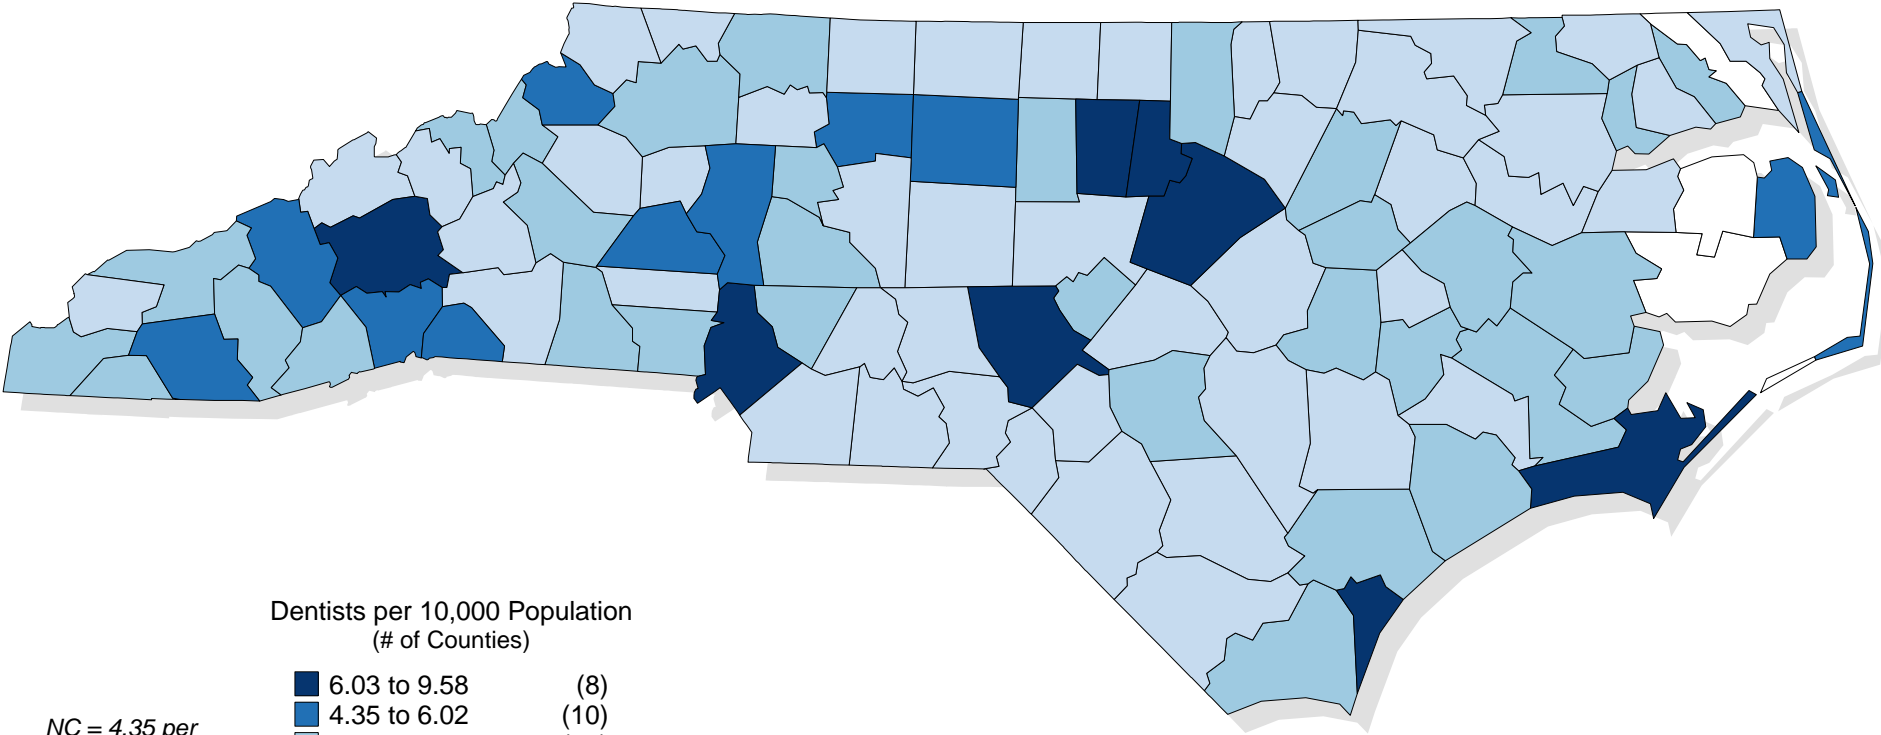 Dentists per 10,000 Population
(# of Counties)
6.03 to 9.58 (8)
4.35 to 6.02 (10)
NC = 4.35 per